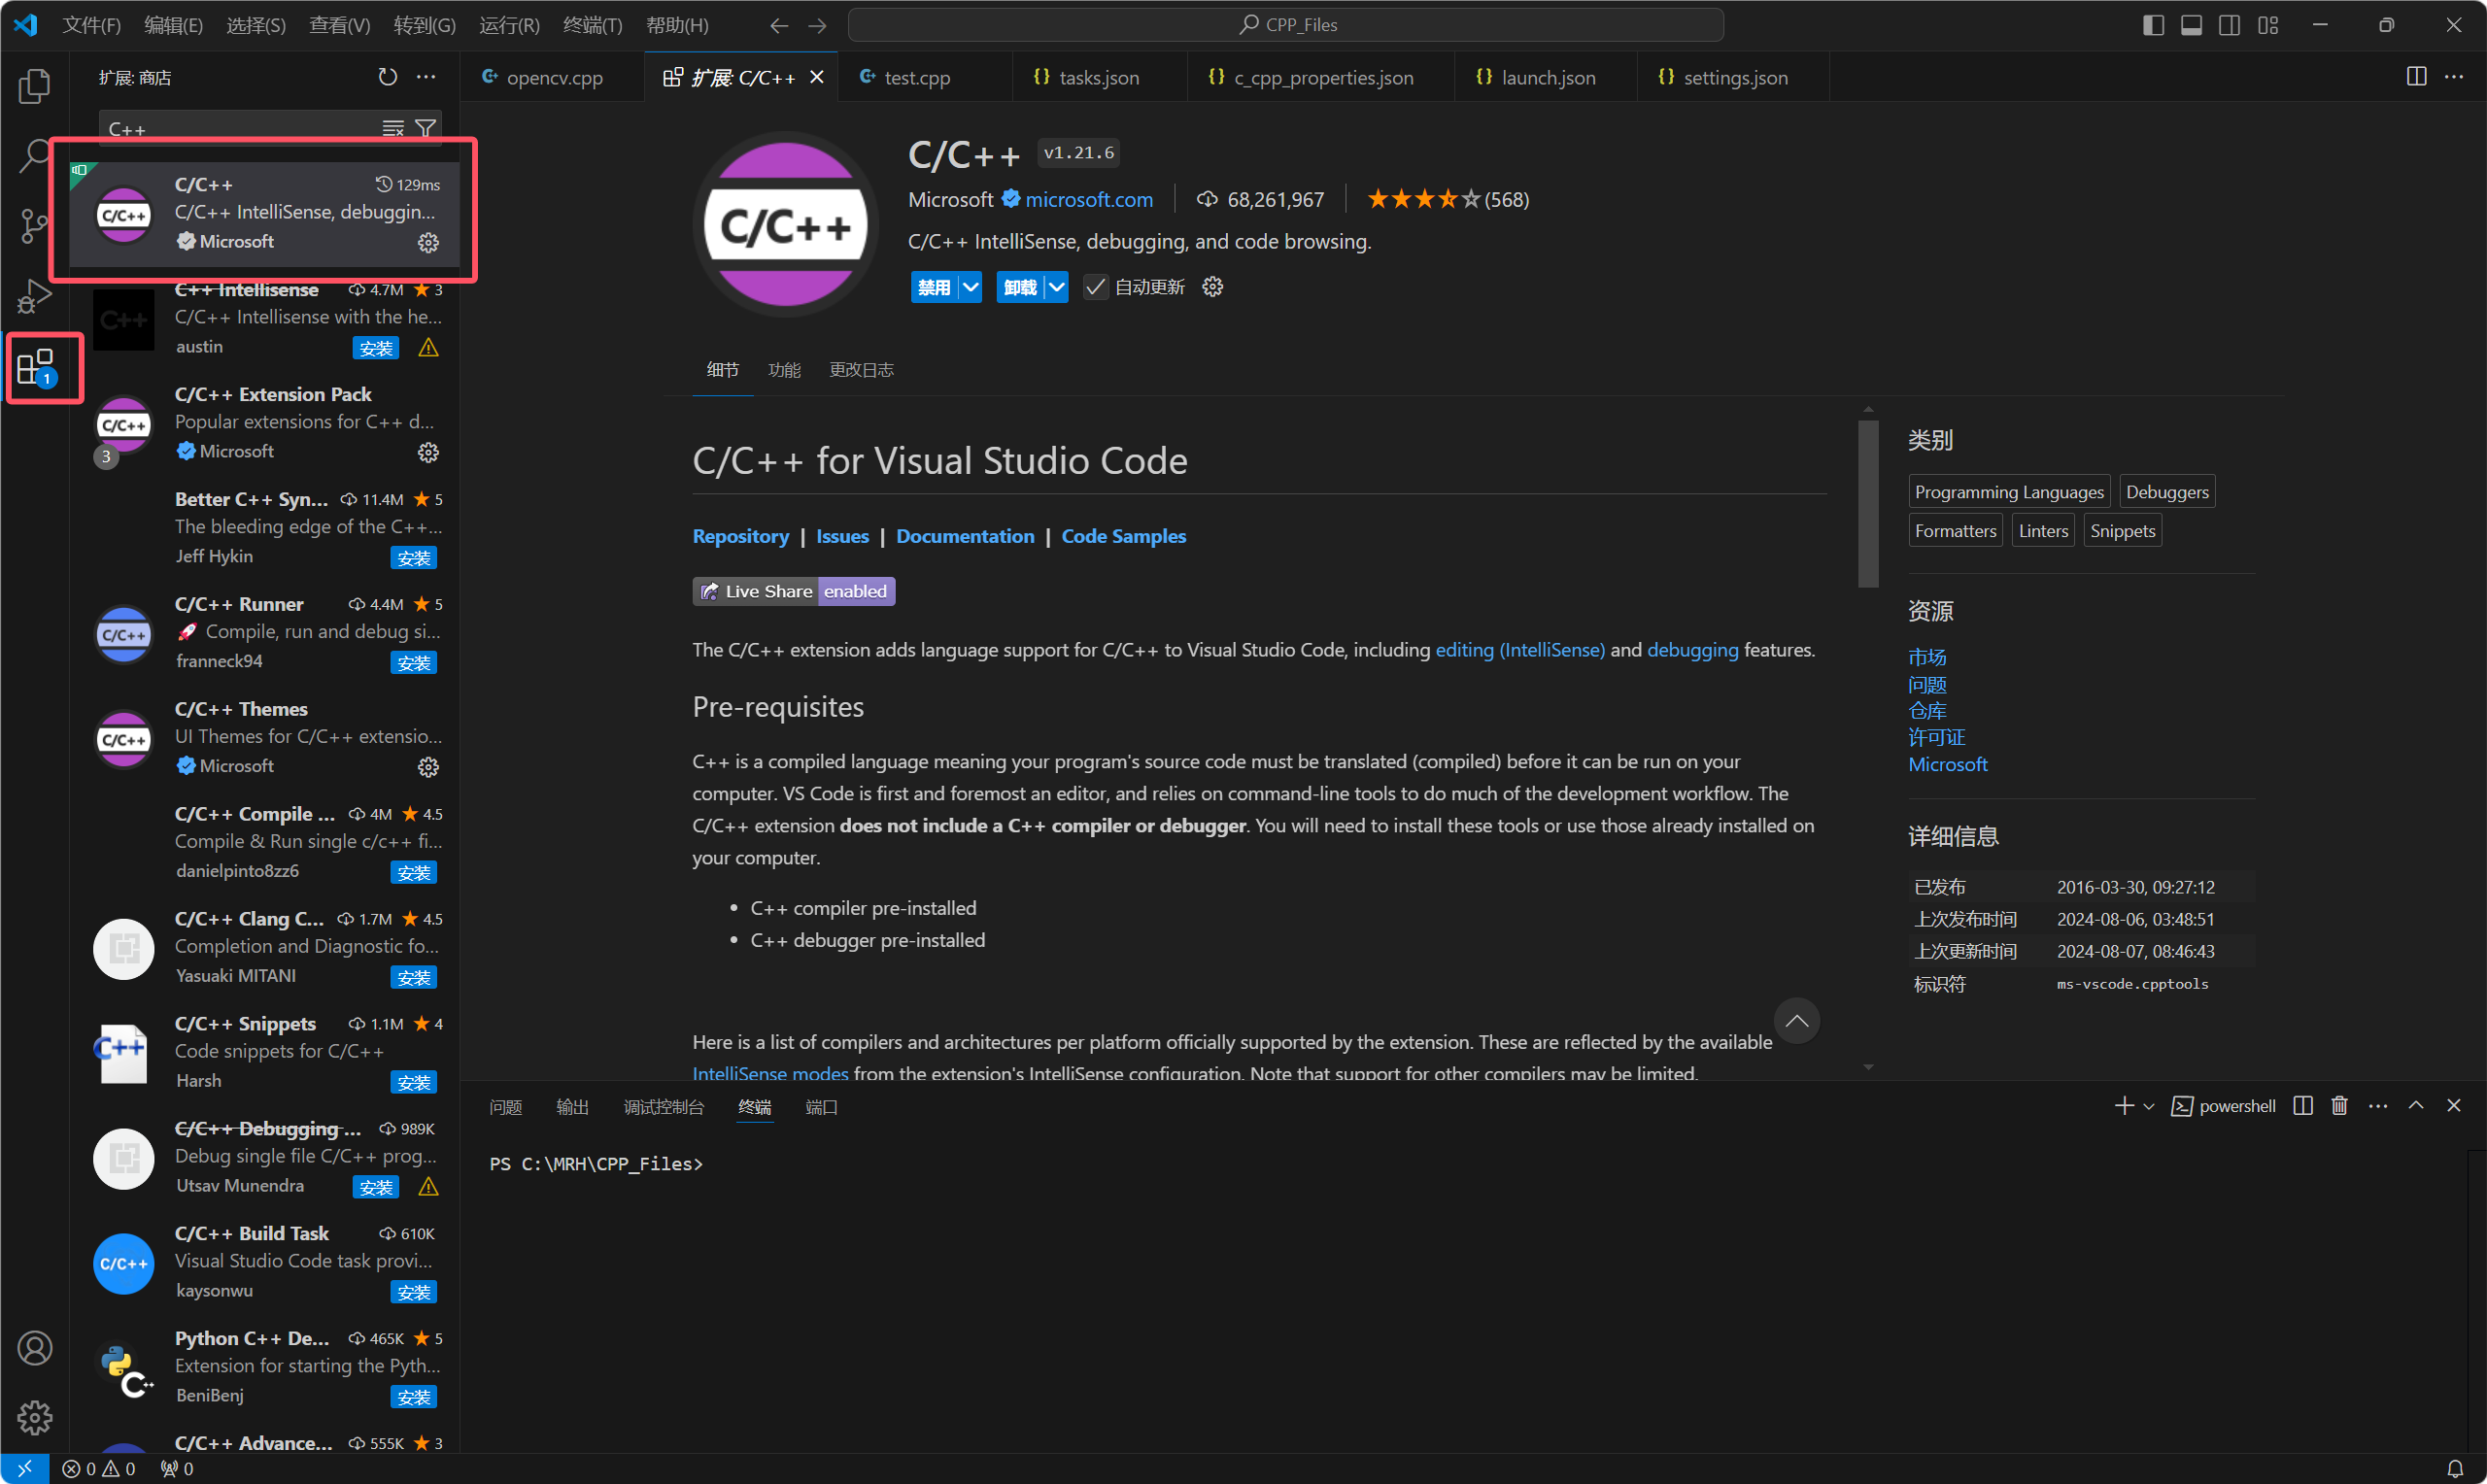 文件(F) 编辑(E) 选择(S) 查看(V) 转到(G) 运行(R) 终端(T) 帮助(H)
CPP_Files
扩展: 商店
opencv.cpp
扩展: C/C++
test.cpp
tasks.json
c_cpp_properties.json
launch.json
settings.json
C++
C/C++ 129ms
C/C++ IntelliSense, debuggin...
Microsoft
C++ Intellisense 4.7M 3
C/C++ Intellisense with the he...
austin 安装
C/C++ Extension Pack
Popular extensions for C++ d...
Microsoft
3
Better C++ Syn... 11.4M 5
The bleeding edge of the C++...
Jeff Hykin 安装
C/C++ Runner 4.4M 5
🚀 Compile, run and debug si...
franneck94 安装
C/C++ Themes
UI Themes for C/C++ extensio...
Microsoft
C/C++ Compile ... 4M 4.5
Compile & Run single c/c++ fi...
danielpinto8zz6 安装
C/C++ Clang C... 1.7M 4.5
Completion and Diagnostic fo...
Yasuaki MITANI 安装
C/C++ Snippets 1.1M 4
Code snippets for C/C++
Harsh 安装
C/C++ Debugging ... 989K
Debug single file C/C++ prog...
Utsav Munendra 安装
C/C++ Build Task 610K
Visual Studio Code task provi...
kaysonwu 安装
Python C++ De... 465K 5
Extension for starting the Pyth...
BeniBenj 安装
C/C++ Advance... 555K 3
1
C/C++
C/C++
C++
C/C++
C/C++
C/C++
C++
C/C++
C/C++
C/C++ v1.21.6
Microsoft microsoft.com 68,261,967 (568)
C/C++ IntelliSense, debugging, and code browsing.
禁用 卸载 自动更新
细节 功能 更改日志
C/C++ for Visual Studio Code
Repository | Issues | Documentation | Code Samples
Live Share enabled
The C/C++ extension adds language support for C/C++ to Visual Studio Code, including editing (IntelliSense) and debugging features.
Pre-requisites
C++ is a compiled language meaning your program's source code must be translated (compiled) before it can be run on your
computer. VS Code is first and foremost an editor, and relies on command-line tools to do much of the development workflow. The
C/C++ extension does not include a C++ compiler or debugger. You will need to install these tools or use those already installed on
your computer.
• C++ compiler pre-installed
• C++ debugger pre-installed
Here is a list of compilers and architectures per platform officially supported by the extension. These are reflected by the available
IntelliSense modes from the extension's IntelliSense configuration. Note that support for other compilers may be limited.
类别
Programming Languages Debuggers
Formatters Linters Snippets
资源
市场
问题
仓库
许可证
Microsoft
详细信息
已发布 2016-03-30, 09:27:12
上次发布时间 2024-08-06, 03:48:51
上次更新时间 2024-08-07, 08:46:43
标识符 ms-vscode.cpptools
问题 输出 调试控制台 终端 端口
powershell
PS C:\MRH\CPP_Files>
0 0 0